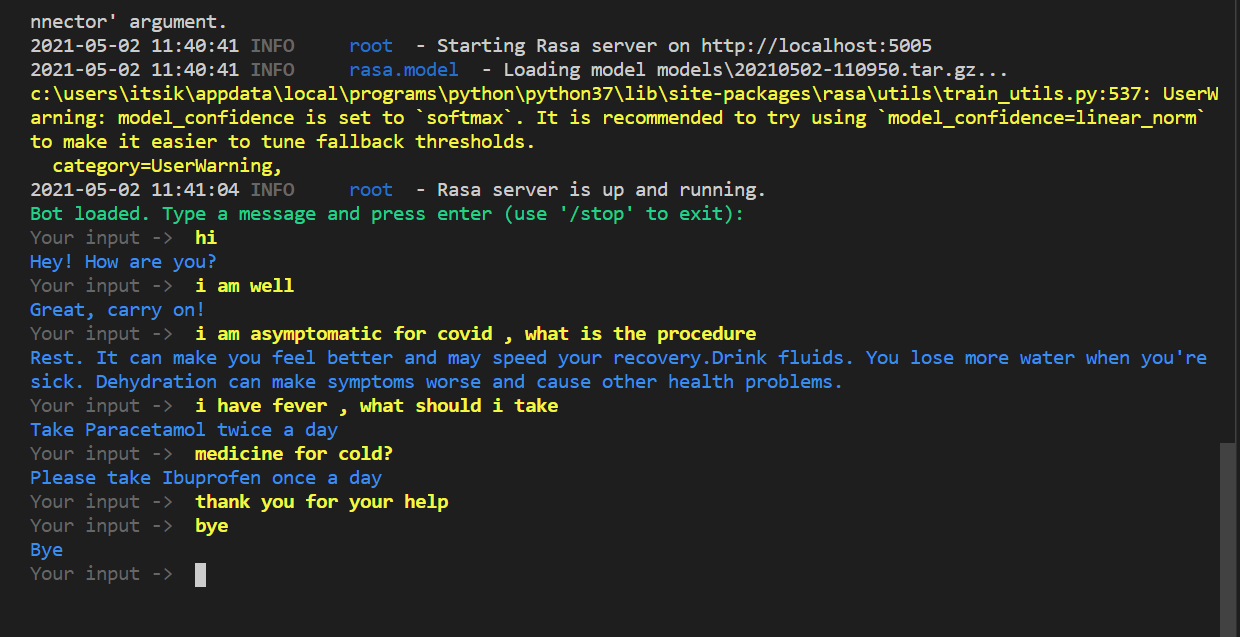 nnector' argument.
2021-05-02 11:40:41 INFO     root  - Starting Rasa server on http://localhost:5005
2021-05-02 11:40:41 INFO     rasa.model  - Loading model models\20210502-110950.tar.gz...
c:\users\itsik\appdata\local\programs\python\python37\lib\site-packages\rasa\utils\train_utils.py:537: UserW
arning: model_confidence is set to `softmax`. It is recommended to try using `model_confidence=linear_norm`
to make it easier to tune fallback thresholds.
  category=UserWarning,
2021-05-02 11:41:04 INFO     root  - Rasa server is up and running.
Bot loaded. Type a message and press enter (use '/stop' to exit):
Your input ->  hi
Hey! How are you?
Your input ->  i am well
Great, carry on!
Your input ->  i am asymptomatic for covid , what is the procedure
Rest. It can make you feel better and may speed your recovery.Drink fluids. You lose more water when you're
sick. Dehydration can make symptoms worse and cause other health problems.
Your input ->  i have fever , what should i take
Take Paracetamol twice a day
Your input ->  medicine for cold?
Please take Ibuprofen once a day
Your input ->  thank you for your help
Your input ->  bye
Bye
Your input ->